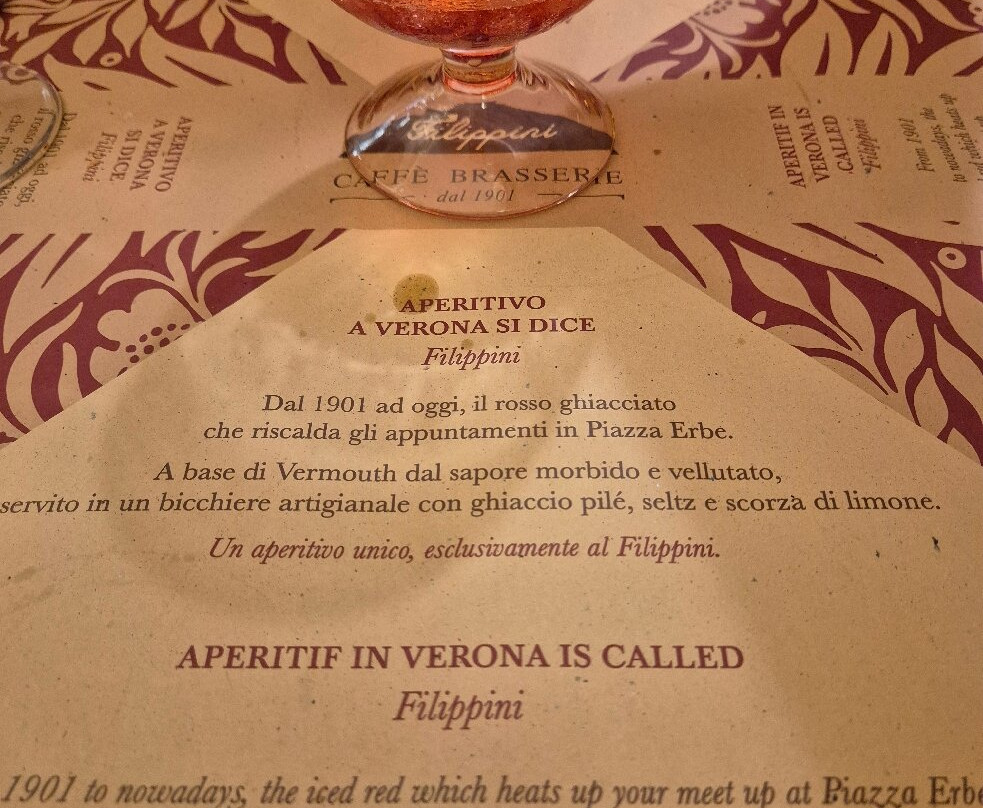 Filippini
CAFFÈ BRASSERIE
dal 1901
APERITIVO
A VERONA SI DICE
Filippini
APERITIF IN
VERONA IS
CALLED
Filippini
From 1901
to nowadays, the
which heats up
APERITIVO
A VERONA SI DICE
Filippini
Dal 1901 ad oggi, il rosso ghiacciato
che riscalda gli appuntamenti in Piazza Erbe.
A base di Vermouth dal sapore morbido e vellutato,
servito in un bicchiere artigianale con ghiaccio pilé, seltz e scorza di limone.
Un aperitivo unico, esclusivamente al Filippini.
APERITIF IN VERONA IS CALLED
Filippini
1901 to nowadays, the iced red which heats up your meet up at Piazza Erbe